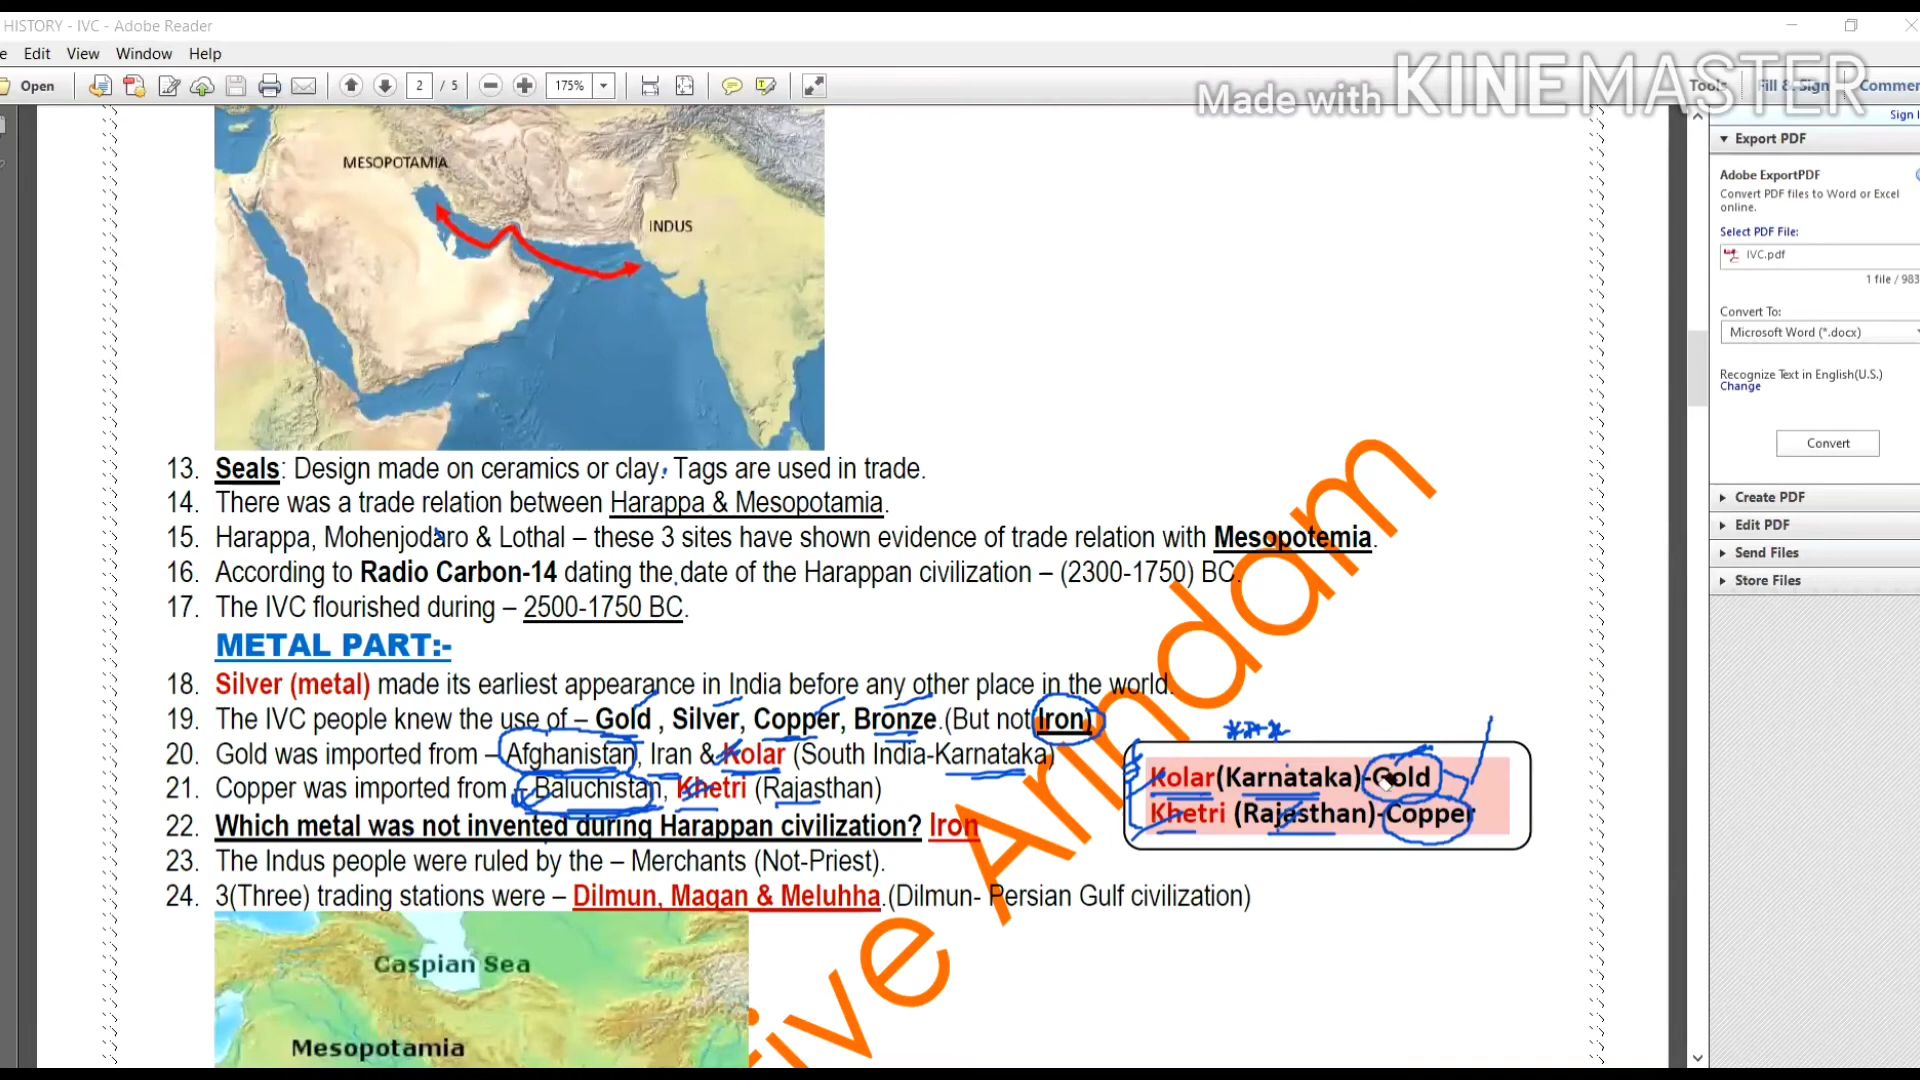 HISTORY - IVC - Adobe Reader
e Edit View Window Help
Open 2 / 5 175% Tools Fill & Sign Commen
Made with KINEMASTER
Sign I
Export PDF
Adobe ExportPDF
Convert PDF files to Word or Excel
online.
Select PDF File:
IVC.pdf
1 file / 983
Convert To:
Microsoft Word (*.docx)
Recognize Text in English(U.S.)
Change
Convert
Create PDF
Edit PDF
Send Files
Store Files
MESOPOTAMIA
INDUS
13. Seals: Design made on ceramics or clay. Tags are used in trade.
14. There was a trade relation between Harappa & Mesopotamia.
15. Harappa, Mohenjodaro & Lothal – these 3 sites have shown evidence of trade relation with Mesopotemia.
16. According to Radio Carbon-14 dating the date of the Harappan civilization – (2300-1750) BC.
17. The IVC flourished during – 2500-1750 BC.
METAL PART:-
18. Silver (metal) made its earliest appearance in India before any other place in the world.
19. The IVC people knew the use of – Gold , Silver, Copper, Bronze.(But not Iron)
20. Gold was imported from – Afghanistan, Iran & Kolar (South India-Karnataka)
21. Copper was imported from – Baluchistan, Khetri (Rajasthan)
22. Which metal was not invented during Harappan civilization? Iron
23. The Indus people were ruled by the – Merchants (Not-Priest).
24. 3(Three) trading stations were – Dilmun, Magan & Meluhha.(Dilmun- Persian Gulf civilization)
***
Kolar(Karnataka)-Gold
Khetri (Rajasthan)-Copper
ive Arindam
Caspian Sea
Mesopotamia